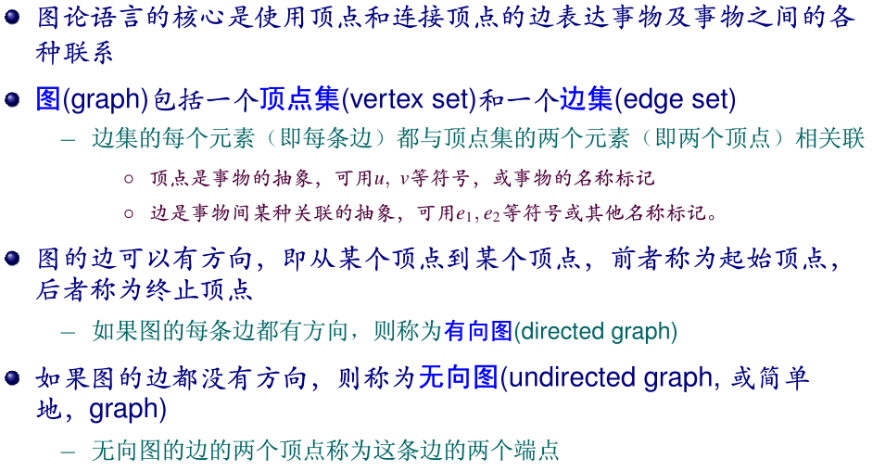 ● 图论语言的核心是使用顶点和连接顶点的边表达事物及事物之间的各
种联系
● 图(graph)包括一个顶点集(vertex set)和一个边集(edge set)
– 边集的每个元素（即每条边）都与顶点集的两个元素（即两个顶点）相关联
○ 顶点是事物的抽象，可用u, v等符号，或事物的名称标记
○ 边是事物间某种关联的抽象，可用e₁, e₂等符号或其他名称标记。
● 图的边可以有方向，即从某个顶点到某个顶点，前者称为起始顶点，
后者称为终止顶点
– 如果图的每条边都有方向，则称为有向图(directed graph)
● 如果图的边都没有方向，则称为无向图(undirected graph, 或简单
地，graph)
– 无向图的边的两个顶点称为这条边的两个端点